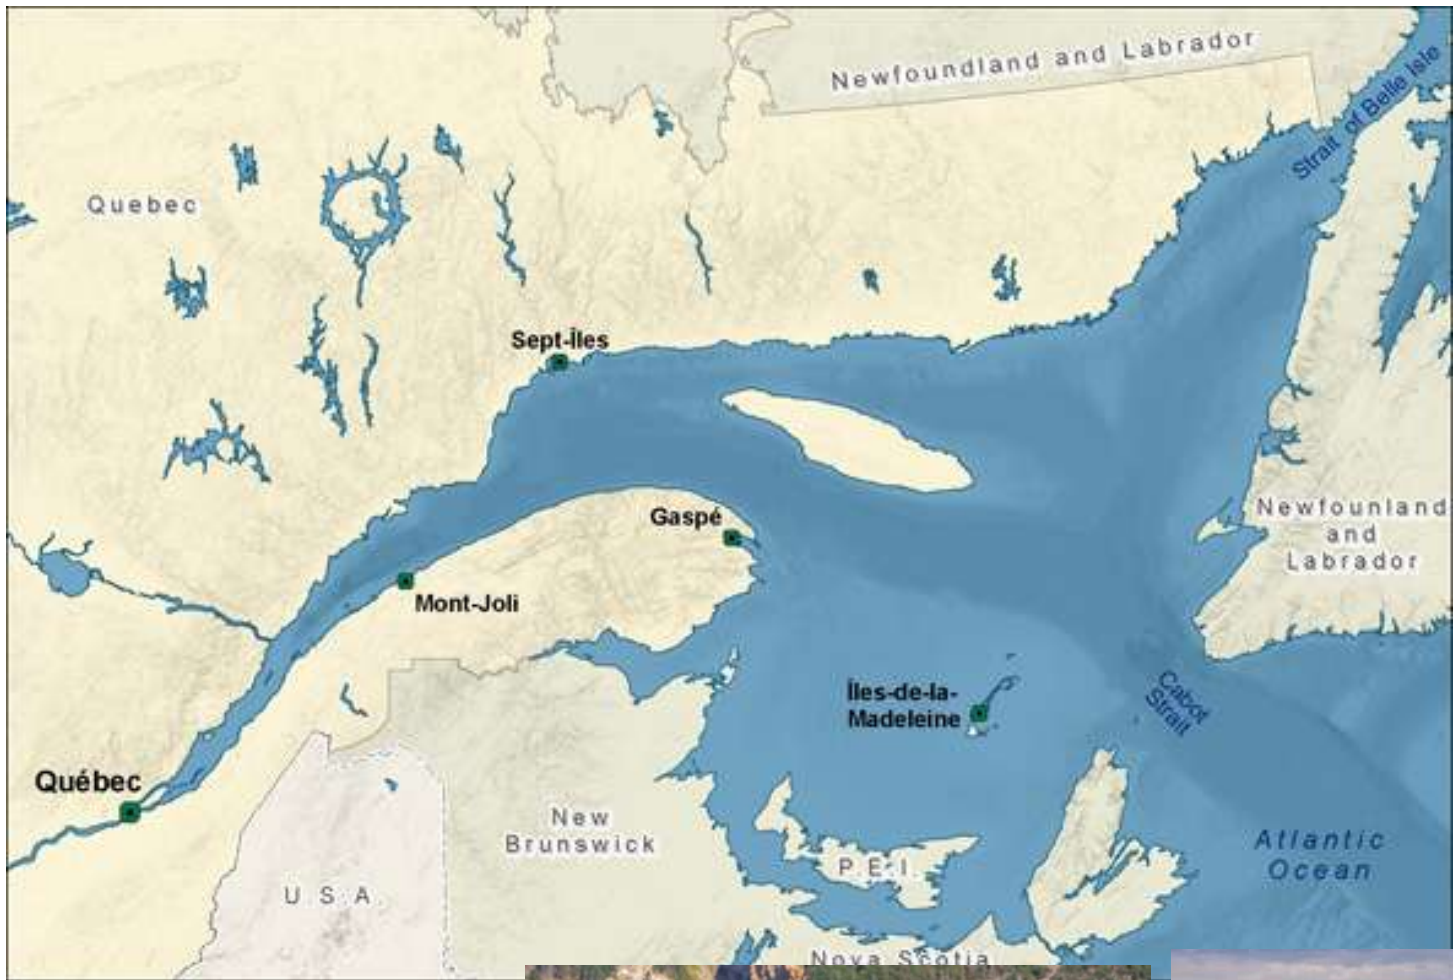 Newfoundland and Labrador
Strait of Belle Isle
Quebec
Sept-Îles
Gaspé
Newfounland
and
Labrador
Mont-Joli
Îles-de-la-
Madeleine
Cabot
Strait
Québec
New
Brunswick
Atlantic
Ocean
P.E.I.
U.S.A.
Nova Scotia